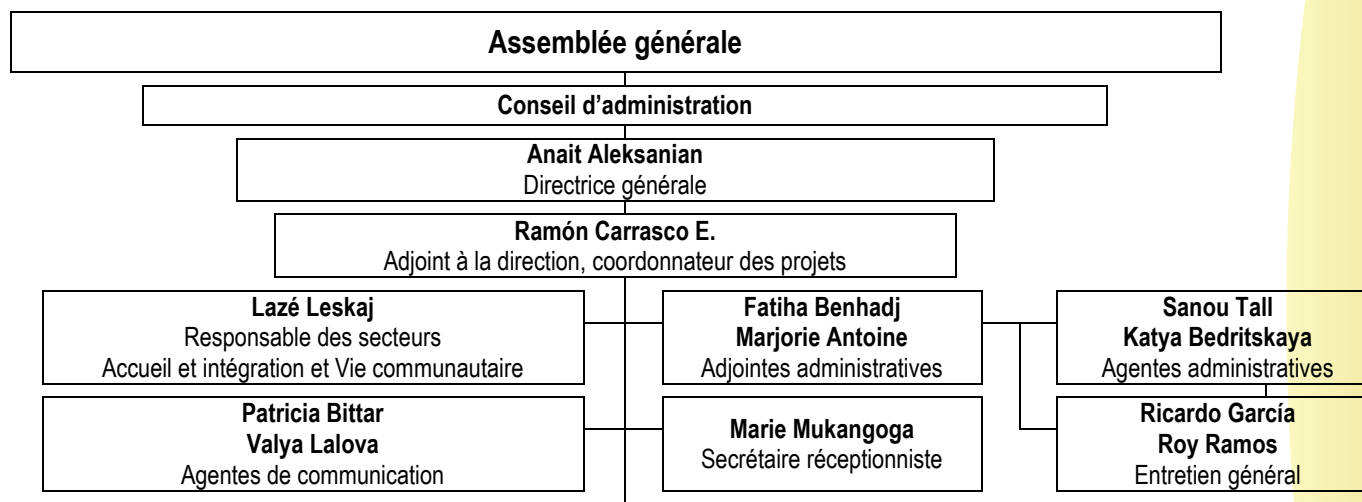 Assemblée générale
Conseil d’administration
Anait Aleksanian
Directrice générale
Ramón Carrasco E.
Adjoint à la direction, coordonnateur des projets
Lazé Leskaj
Responsable des secteurs
Accueil et intégration et Vie communautaire
Fatiha Benhadj
Marjorie Antoine
Adjointes administratives
Sanou Tall
Katya Bedritskaya
Agentes administratives
Patricia Bittar
Valya Lalova
Agentes de communication
Marie Mukangoga
Secrétaire réceptionniste
Ricardo García
Roy Ramos
Entretien général